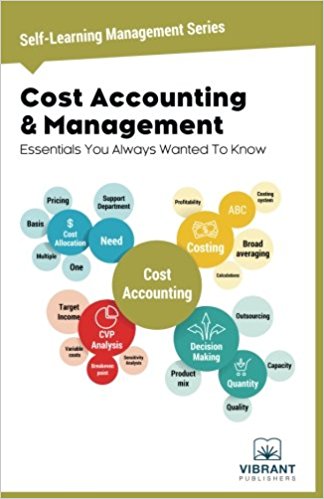 Self-Learning Management Series
Cost Accounting
& Management
Essentials You Always Wanted To Know
Pricing
Support
Department
Basis
$
Cost
Allocation
Need
Multiple
One
Profitability
ABC
Costing
system
Costing
Broad
averaging
Calculations
Cost
Accounting
Target
Income
CVP
Analysis
Variable
costs
Breakeven
point
Sensitivity
Analysis
Outsourcing
Decision
Making
Product
mix
Quantity
Capacity
Quality
VIBRANT
PUBLISHERS